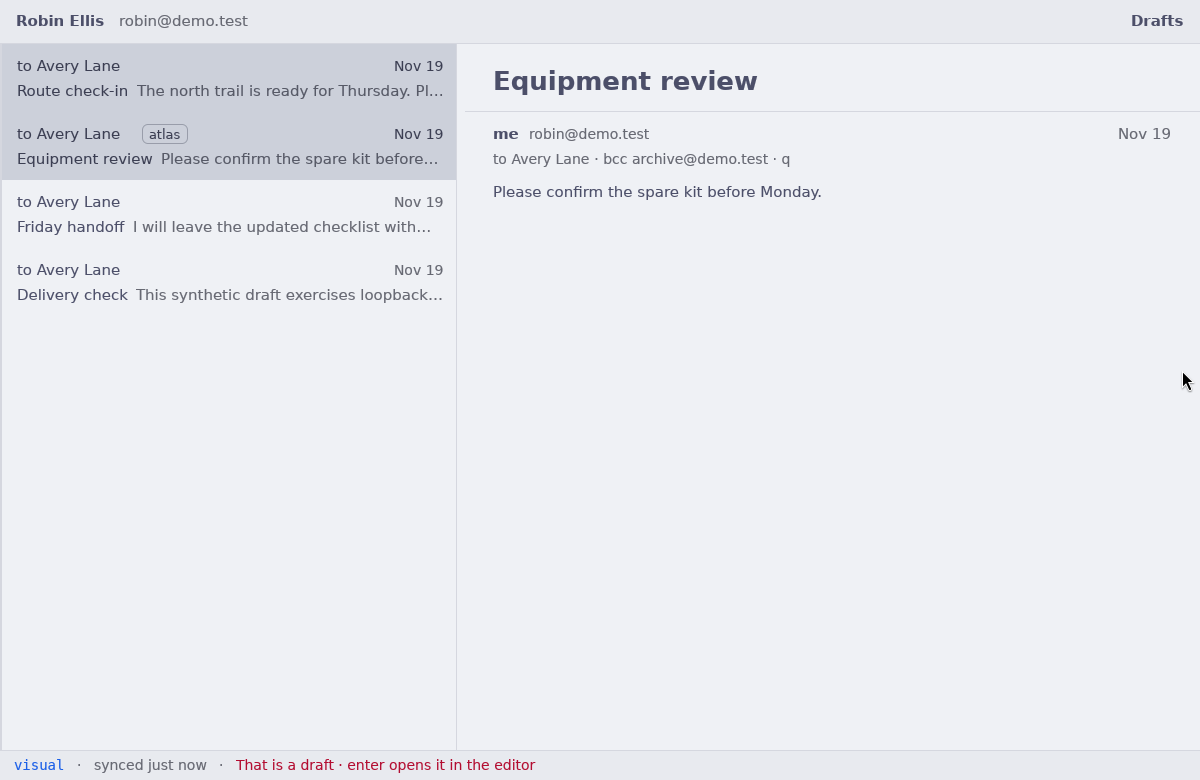 Robin Ellis robin@demo.test Drafts
to Avery Lane Nov 19
Route check-in The north trail is ready for Thursday. Pl…
to Avery Lane atlas Nov 19
Equipment review Please confirm the spare kit before…
to Avery Lane Nov 19
Friday handoff I will leave the updated checklist with…
to Avery Lane Nov 19
Delivery check This synthetic draft exercises loopback…
Equipment review
me robin@demo.test Nov 19
to Avery Lane · bcc archive@demo.test · q
Please confirm the spare kit before Monday.
visual · synced just now · That is a draft · enter opens it in the editor